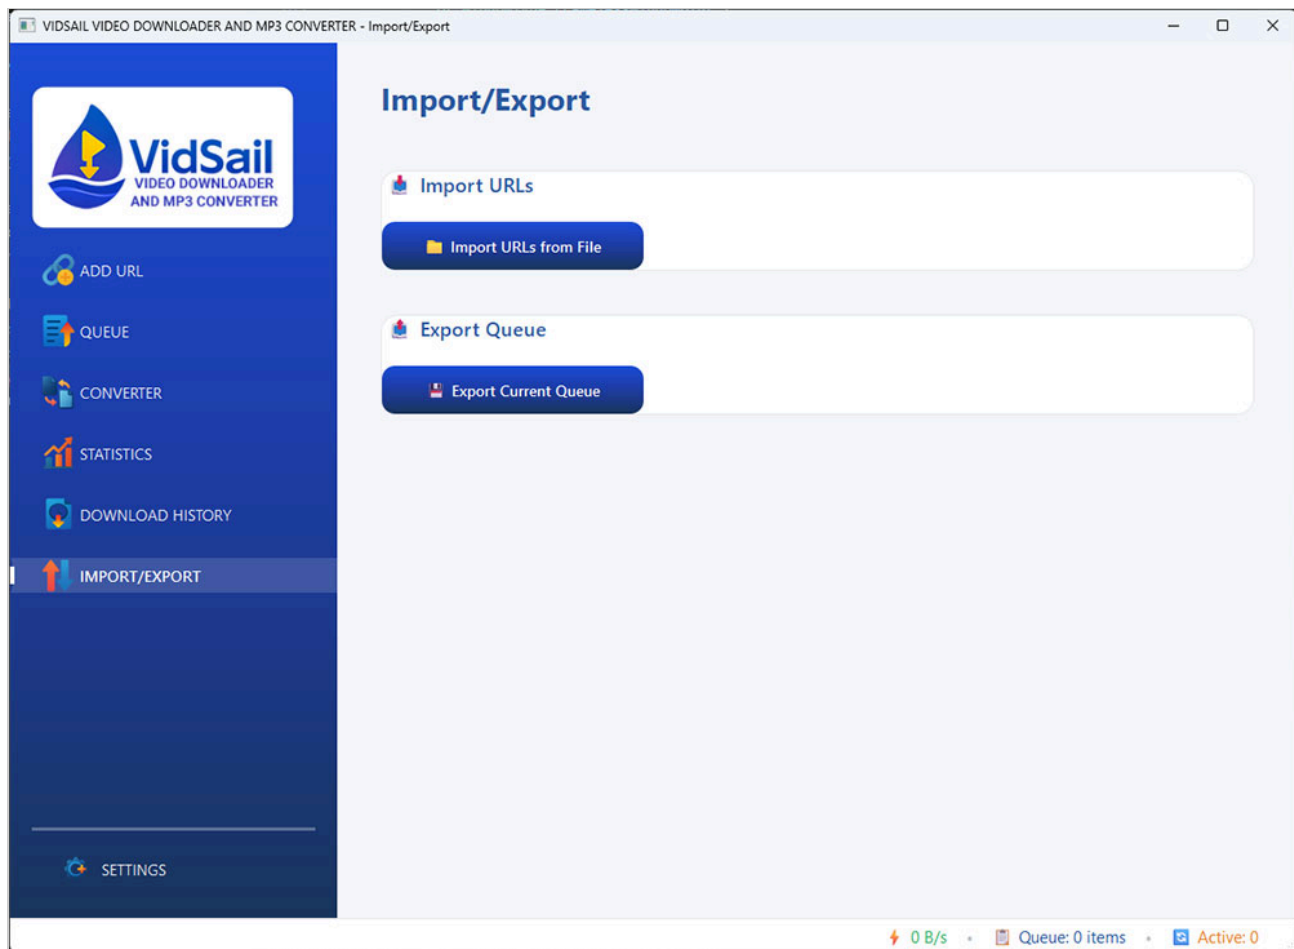 VIDSAIL VIDEO DOWNLOADER AND MP3 CONVERTER - Import/Export
VidSail
VIDEO DOWNLOADER
AND MP3 CONVERTER
ADD URL
QUEUE
CONVERTER
STATISTICS
DOWNLOAD HISTORY
IMPORT/EXPORT
SETTINGS
Import/Export
Import URLs
Import URLs from File
Export Queue
Export Current Queue
0 B/s • Queue: 0 items • Active: 0